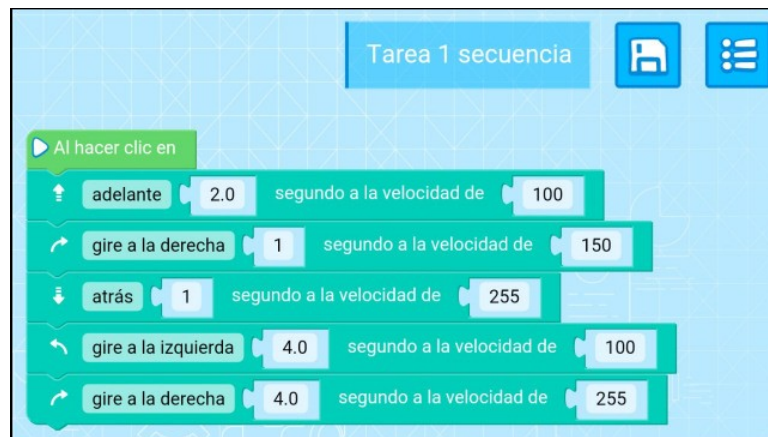 Tarea 1 secuencia
Al hacer clic en
adelante 2.0 segundo a la velocidad de 100
gire a la derecha 1 segundo a la velocidad de 150
atrás 1 segundo a la velocidad de 255
gire a la izquierda 4.0 segundo a la velocidad de 100
gire a la derecha 4.0 segundo a la velocidad de 255